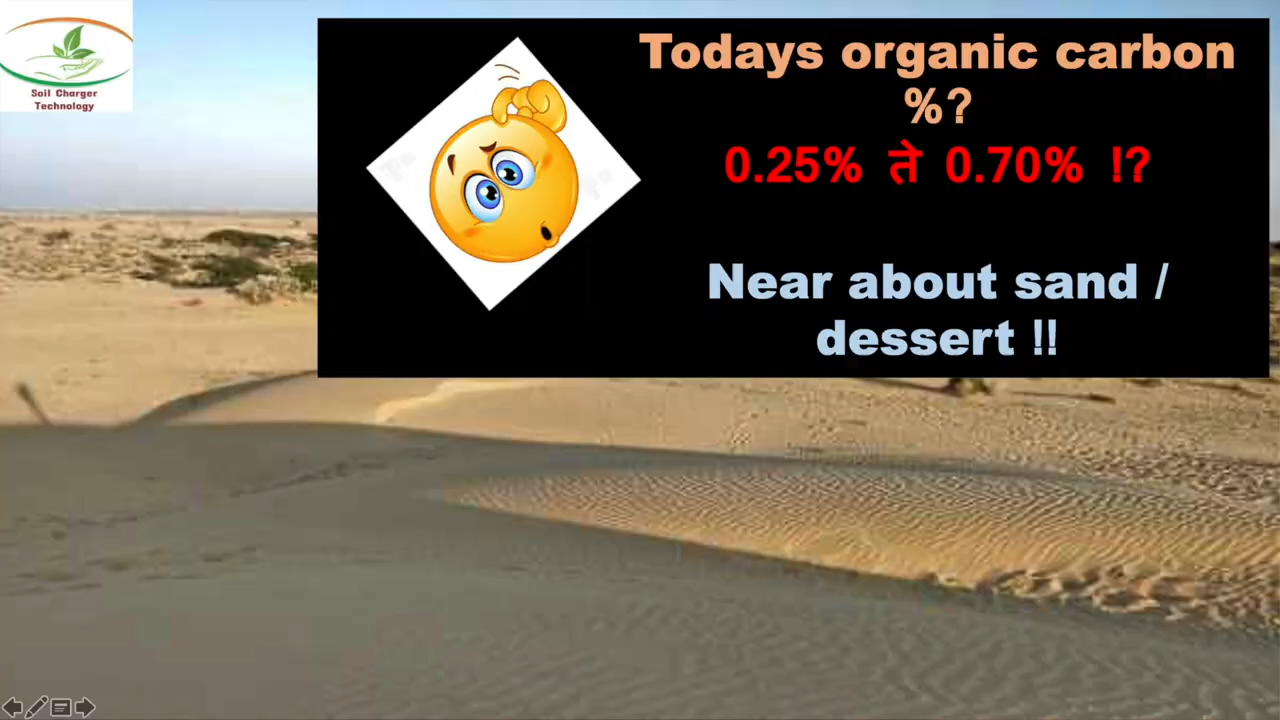 Soil Charger
Technology
Todays organic carbon
%?
0.25% ते 0.70% !?
Near about sand /
dessert !!